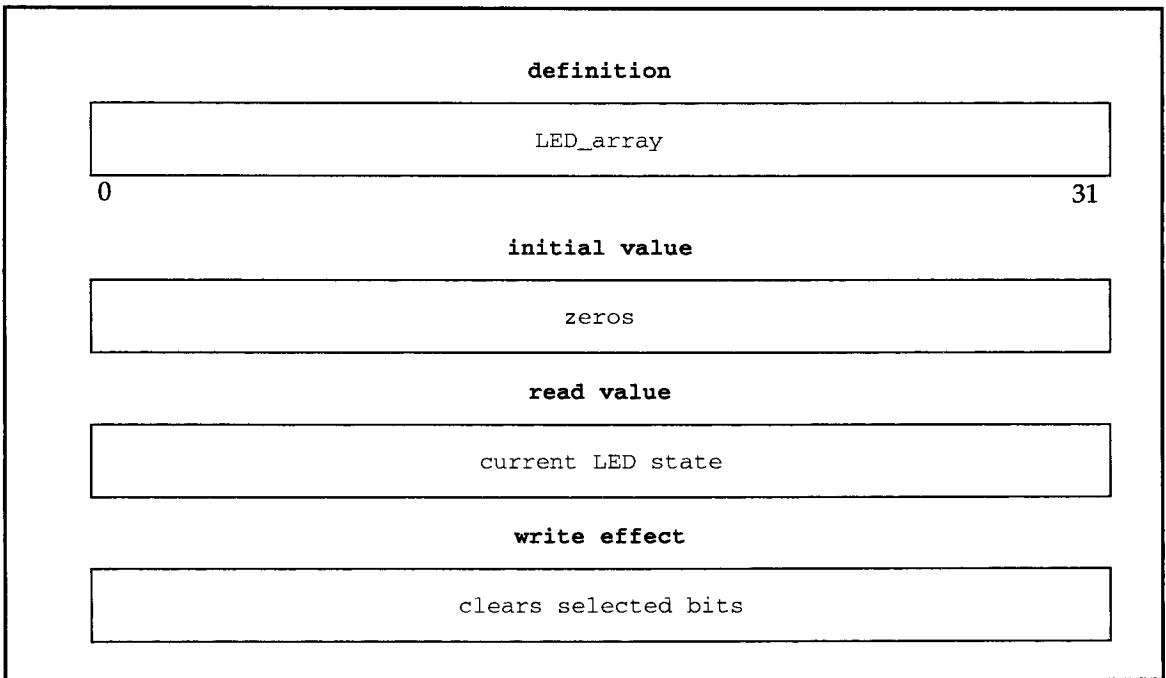 definition
LED_array
0 31
initial value
zeros
read value
current LED state
write effect
clears selected bits